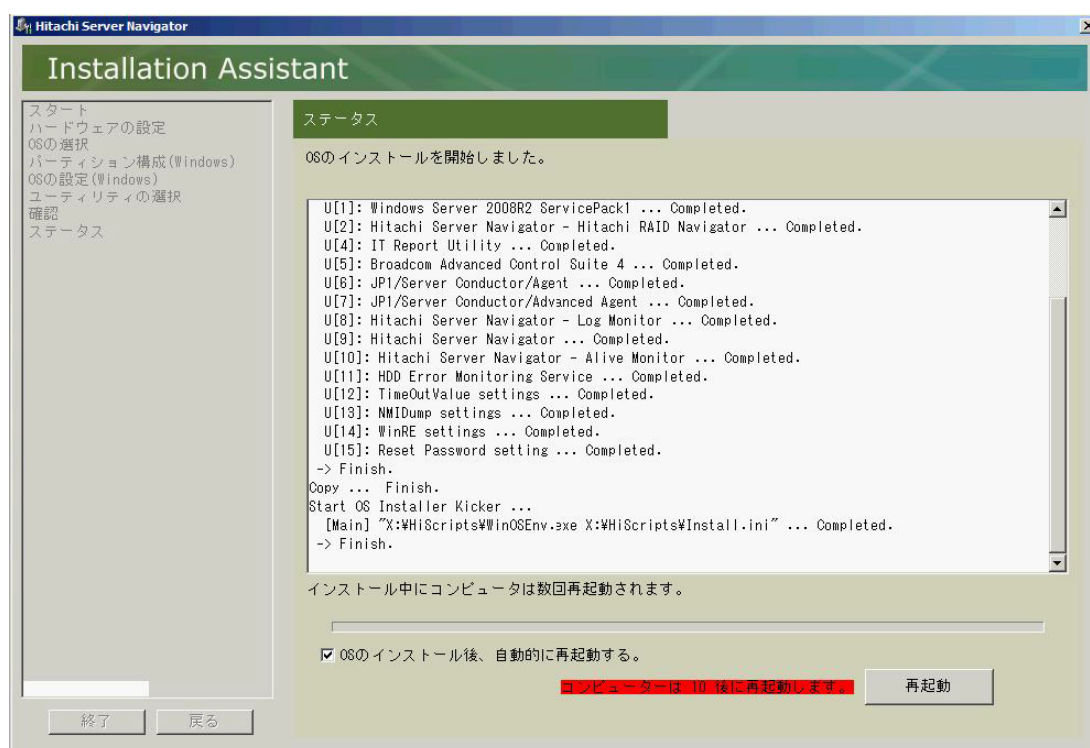 Hitachi Server Navigator
Installation Assistant
スタート
ハードウェアの設定
OSの選択
パーティション構成(Windows)
OSの設定(Windows)
ユーティリティの選択
確認
ステータス
ステータス
OSのインストールを開始しました。
U[1]: Windows Server 2008R2 ServicePack1 ... Completed.
U[2]: Hitachi Server Navigator - Hitachi RAID Navigator ... Completed.
U[4]: IT Report Utility ... Completed.
U[5]: Broadcom Advanced Control Suite 4 ... Completed.
U[6]: JP1/Server Conductor/Agent ... Completed.
U[7]: JP1/Server Conductor/Advanced Agent ... Completed.
U[8]: Hitachi Server Navigator - Log Monitor ... Completed.
U[9]: Hitachi Server Navigator ... Completed.
U[10]: Hitachi Server Navigator - Alive Monitor ... Completed.
U[11]: HDD Error Monitoring Service ... Completed.
U[12]: TimeOutValue settings ... Completed.
U[13]: NMIDump settings ... Completed.
U[14]: WinRE settings ... Completed.
U[15]: Reset Password setting ... Completed.
-> Finish.
Copy ... Finish.
Start OS Installer Kicker ...
[Main] "X:¥HiScripts¥WinOSEnv.exe X:¥HiScripts¥Install.ini" ... Completed.
-> Finish.
インストール中にコンピュータは数回再起動されます。
OSのインストール後、自動的に再起動する。
コンピューターは 10 後に再起動します。
再起動
終了
戻る